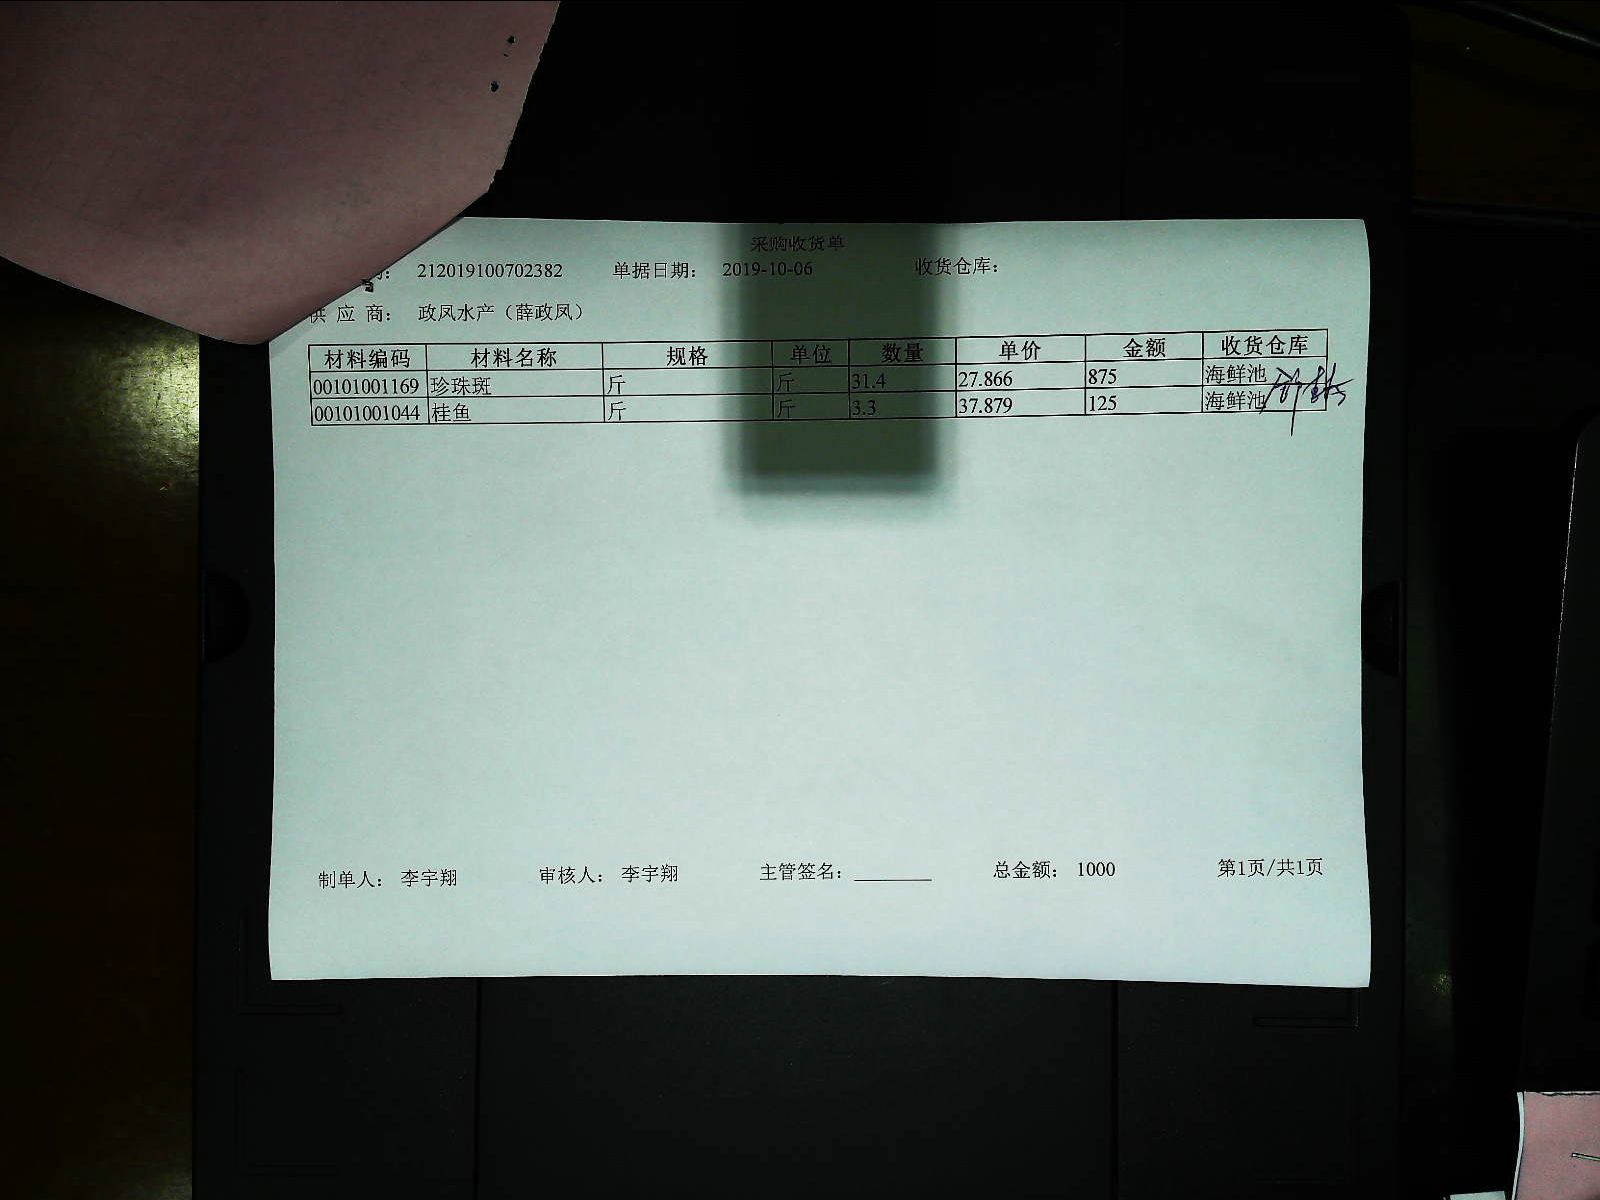 采购收货单
: 212019100702382 单据日期: 2019-10-06 收货仓库:
供 应 商: 政凤水产（薛政凤）
材料编码 材料名称 规格 单位 数量 单价 金额 收货仓库
00101001169 珍珠斑 斤 斤 31.4 27.866 875 海鲜池
00101001044 桂鱼 斤 斤 3.3 37.879 125 海鲜池
制单人: 李宇翔 审核人: 李宇翔 主管签名: 总金额: 1000 第1页/共1页